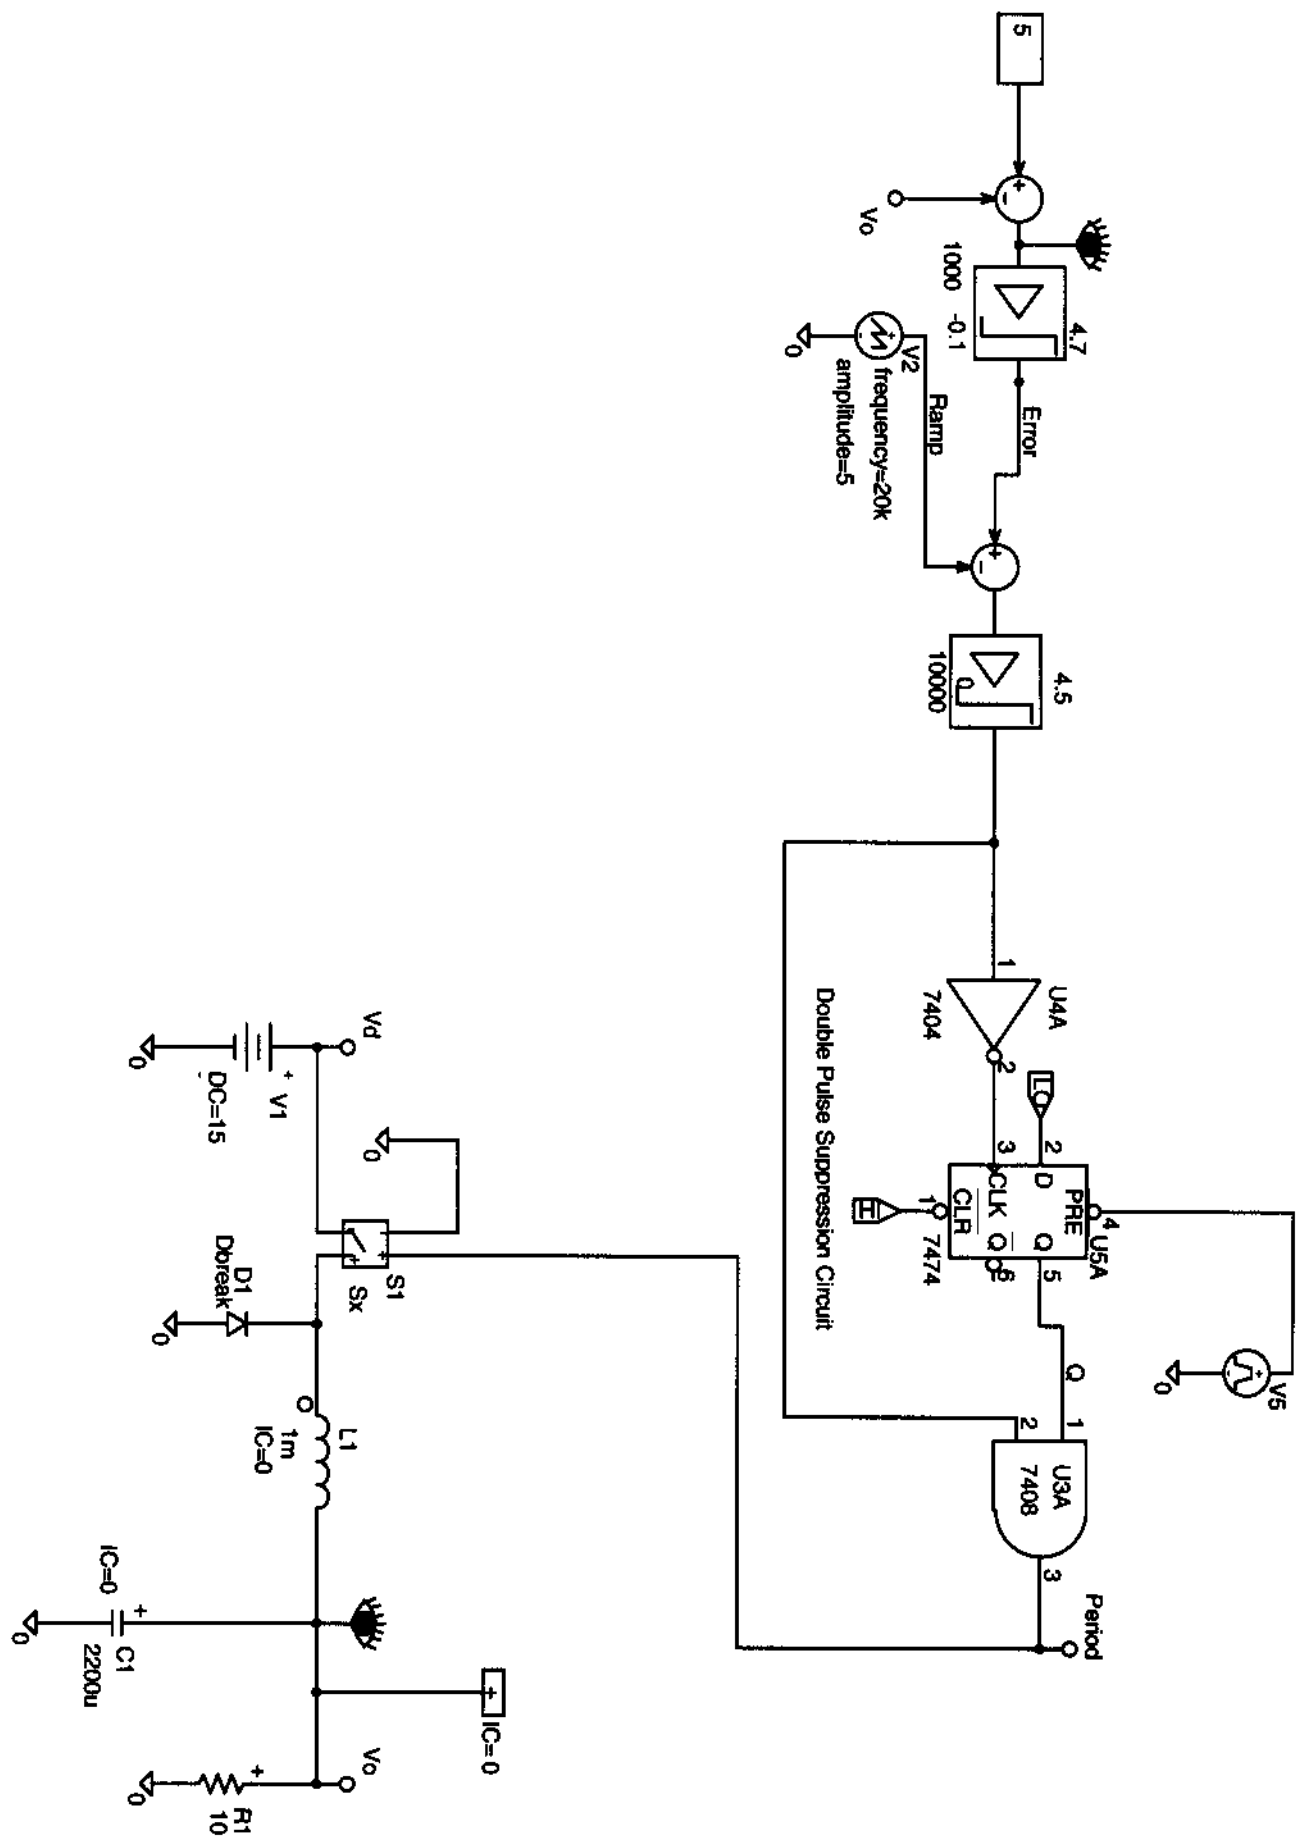 5
+
-
Vo
1000
-0.1
4.7
Error
V2
+
-
0
frequency=20k
amplitude=5
Ramp
+
-
4.5
0
10000
1
U4A
7404
2
Double Pulse Suppression Circuit
LO
2
3
D
PRE
CLK
CLR
Q
Q
1
4
U5A
7474
5
6
HI
V5
+
-
0
Q
1
2
U3A
7408
3
Period
Vd
+
V1
DC=15
0
0
S1
Sx
+
-
+
D1
Dbreak
0
L1
1m
IC=0
IC=0
+
C1
2200u
0
+
IC= 0
Vo
+
R1
10
0